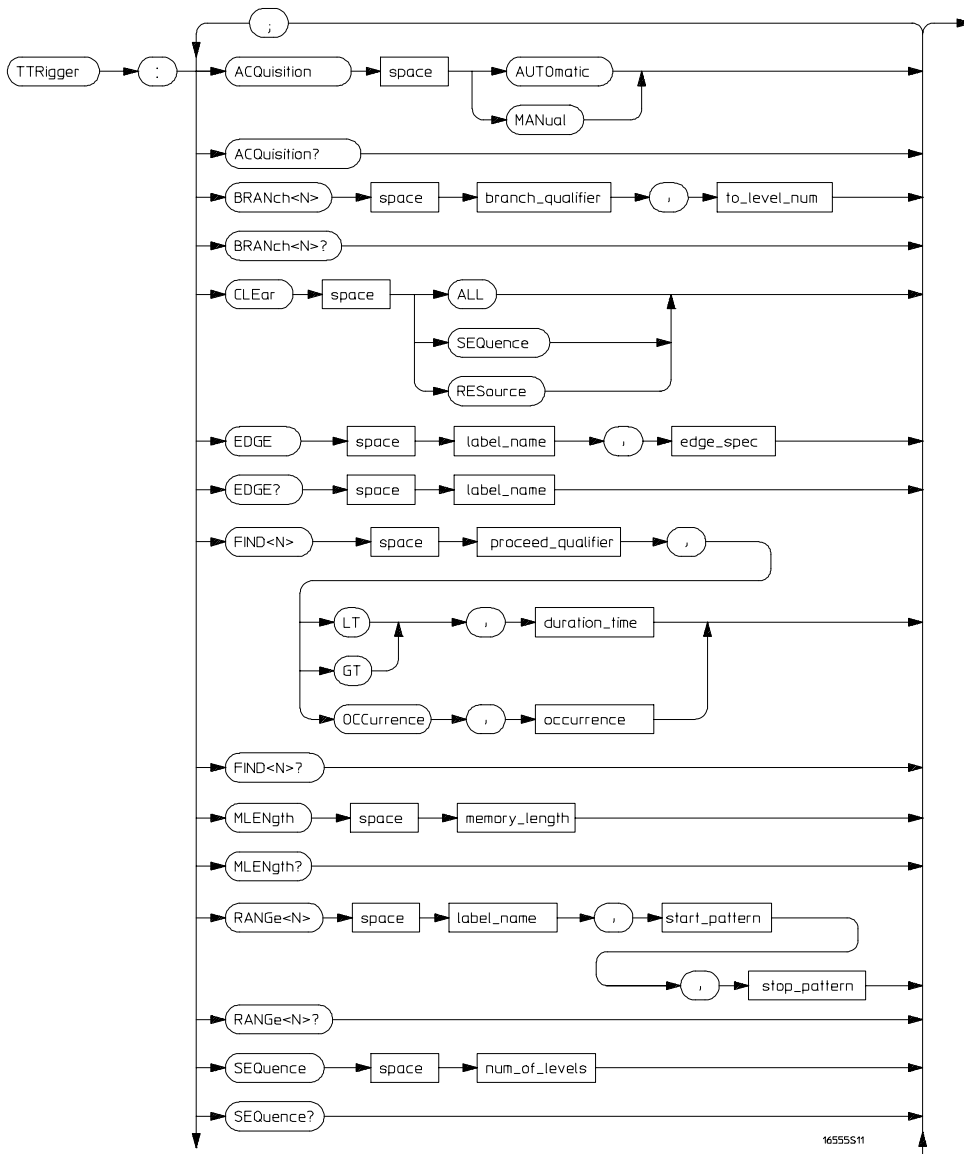 ;
TTRigger : ACQuisition space AUTOmatic
MANual
ACQuisition?
BRANch<N> space branch_qualifier , to_level_num
BRANch<N>?
CLEar space ALL
SEQuence
RESource
EDGE space label_name , edge_spec
EDGE? space label_name
FIND<N> space proceed_qualifier ,
LT , duration_time
GT
OCCurrence , occurrence
FIND<N>?
MLENgth space memory_length
MLENgth?
RANGe<N> space label_name , start_pattern
, stop_pattern
RANGe<N>?
SEQuence space num_of_levels
SEQuence?
16555S11